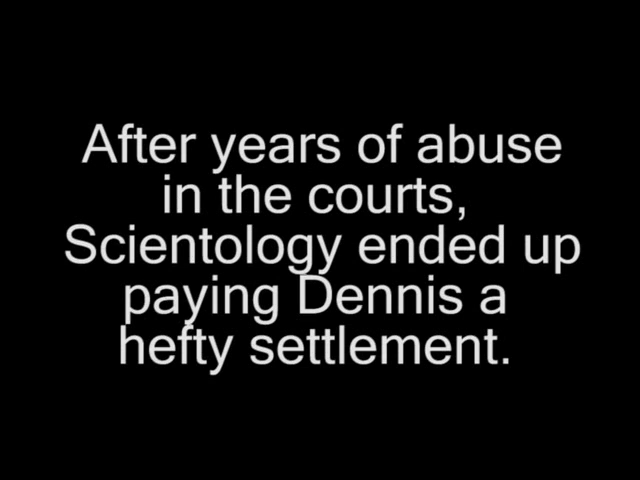 After years of abuse
in the courts,
Scientology ended up
paying Dennis a
hefty settlement.